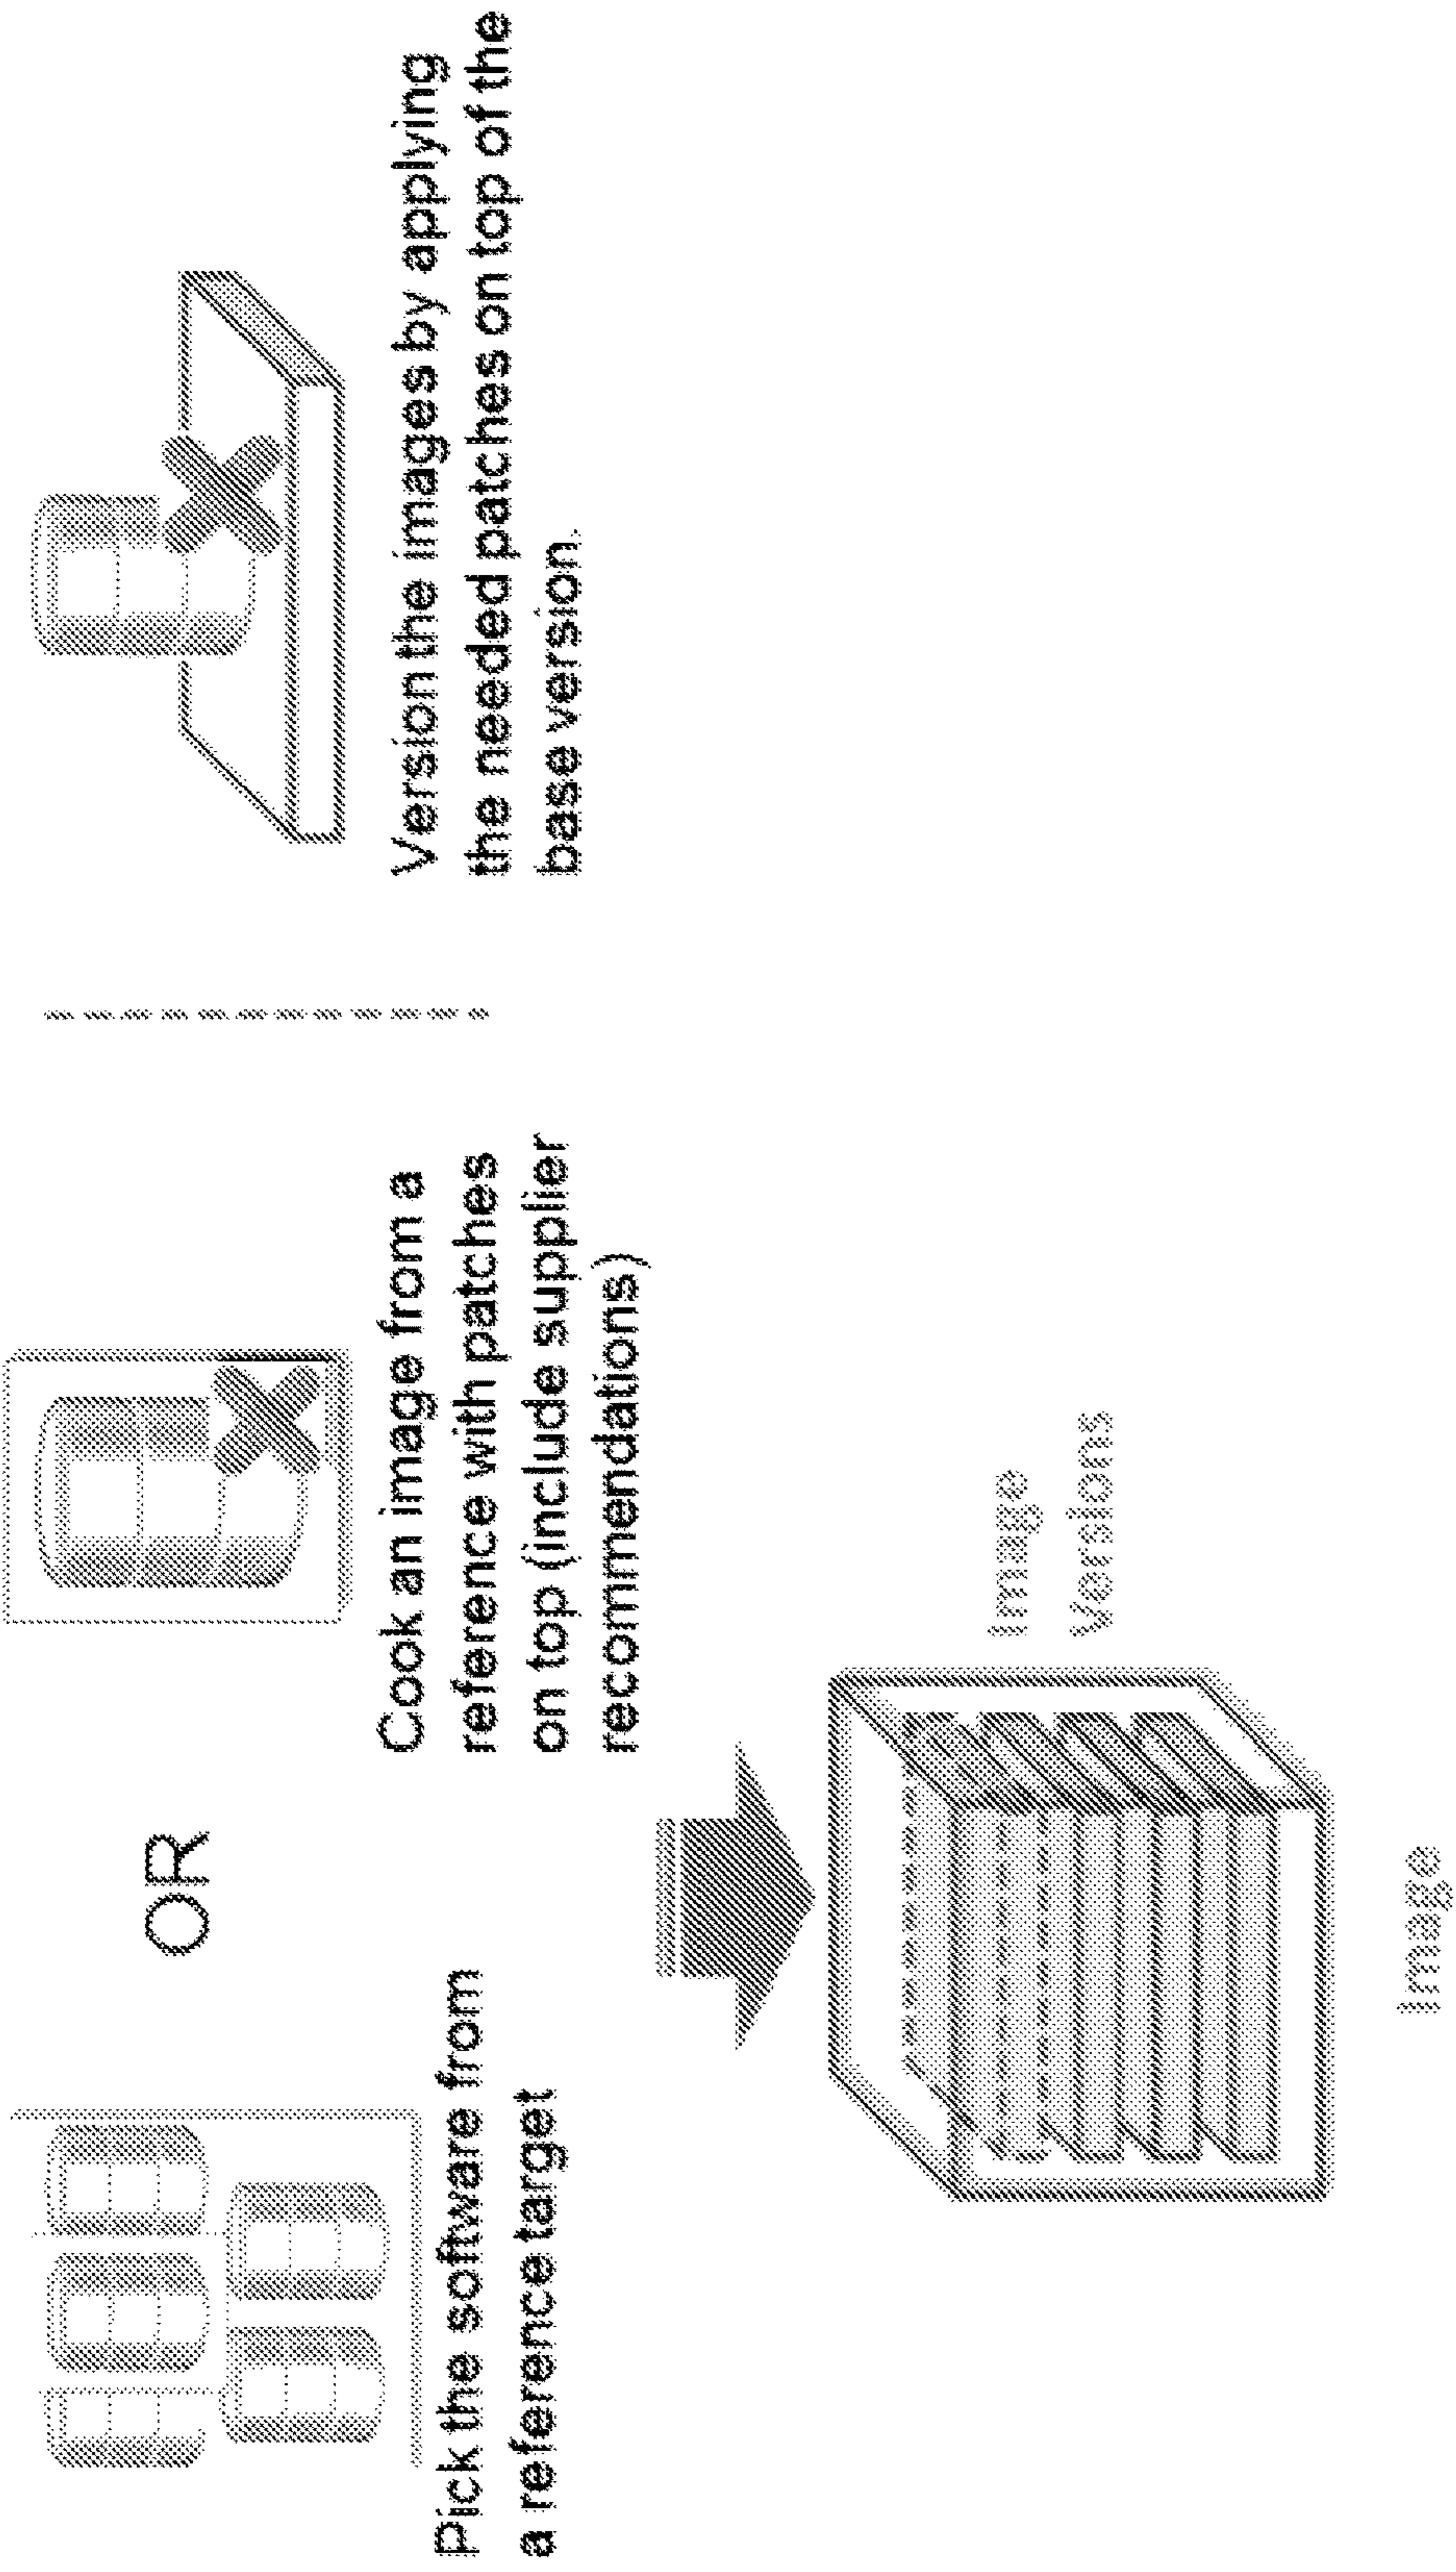 Pick the software from
a reference target
OR
Cook an image from a
reference with patches
on top (include supplier
recommendations)
Version the images by applying
the needed patches on top of the
base version.
Image
Versions
Image